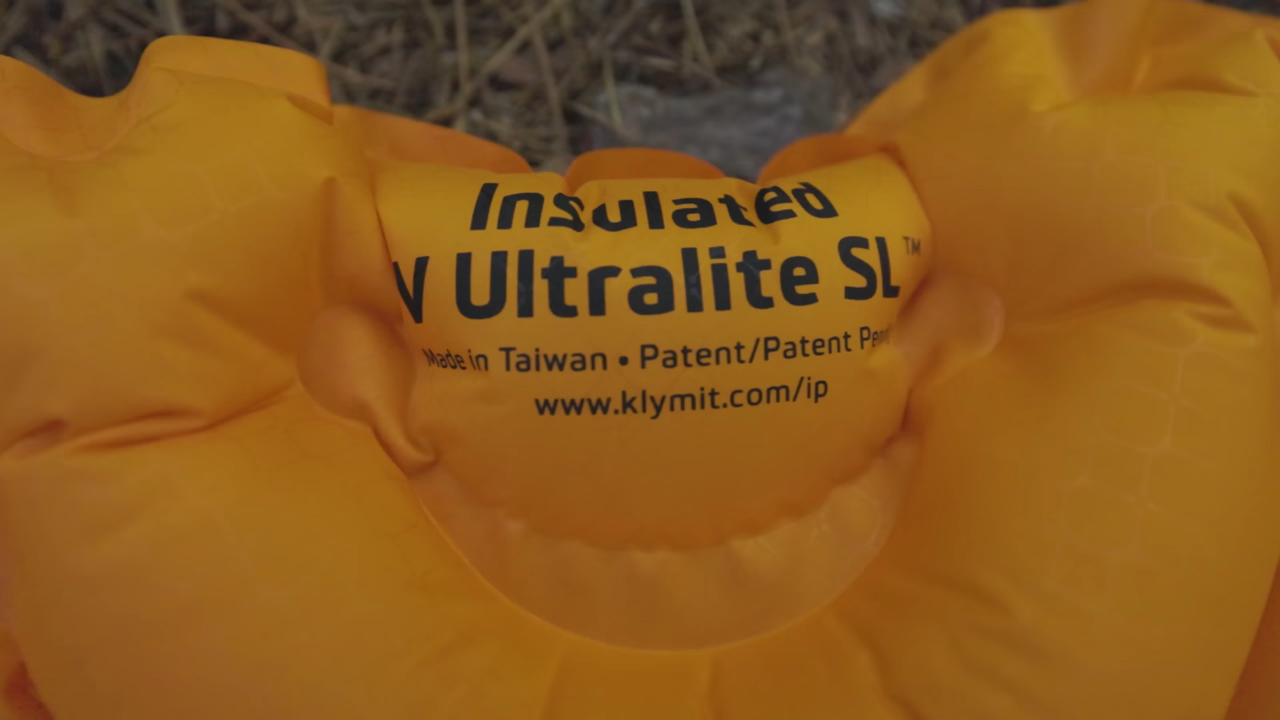 Insulated
V Ultralite SL™
Made in Taiwan • Patent/Patent
www.klymit.com/ip